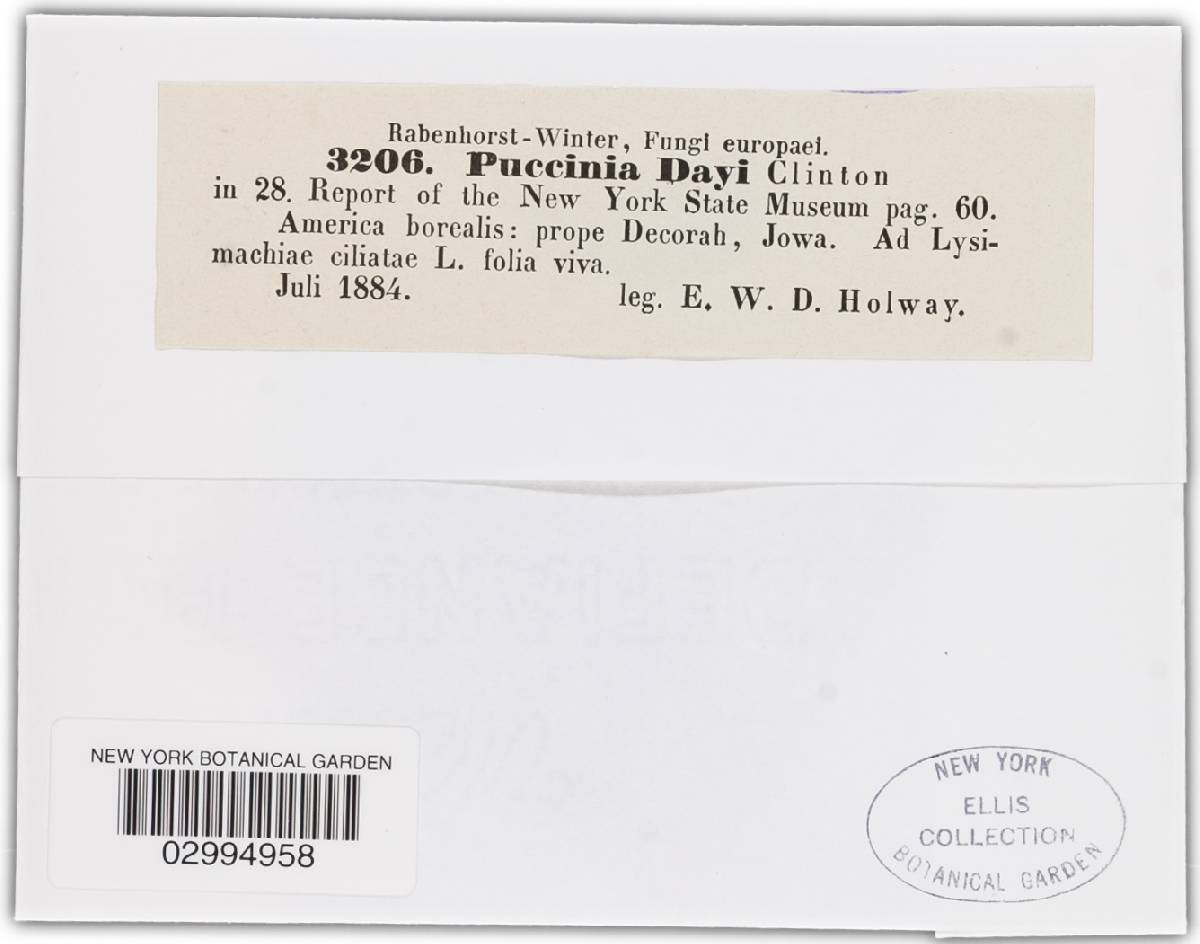 Rabenhorst-Winter, Fungi europaei.
3206. Puccinia Dayi Clinton
in 28. Report of the New York State Museum pag. 60.
America borealis: prope Decorah, Jowa. Ad Lysi-
machiae ciliatae L. folia viva.
Juli 1884. leg. E. W. D. Holway.
NEW YORK BOTANICAL GARDEN
02994958
NEW YORK
ELLIS
COLLECTION
BOTANICAL GARDEN